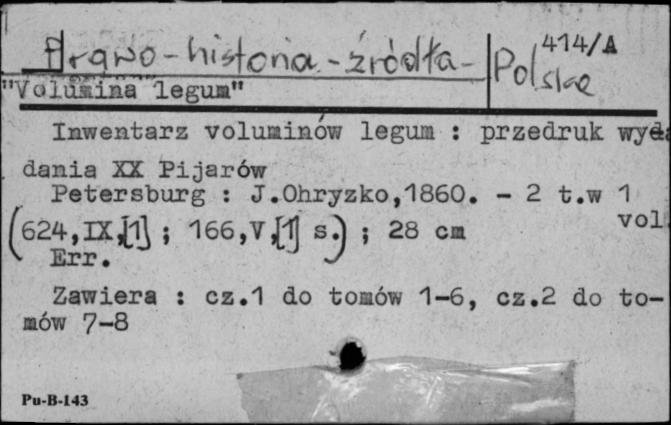 414/A
Prawo-historia-źródła-Polska
"Volumina legum"
Inwentarz voluminów legum : przedruk wyda
dania XX Pijarów
Petersburg : J.Ohryzko,1860. - 2 t.w 1
vol.
(624,IX,[1] ; 166,V,[1] s.) ; 28 cm
Err.
Zawiera : cz.1 do tomów 1-6, cz.2 do to-
mów 7-8
Pu-B-143